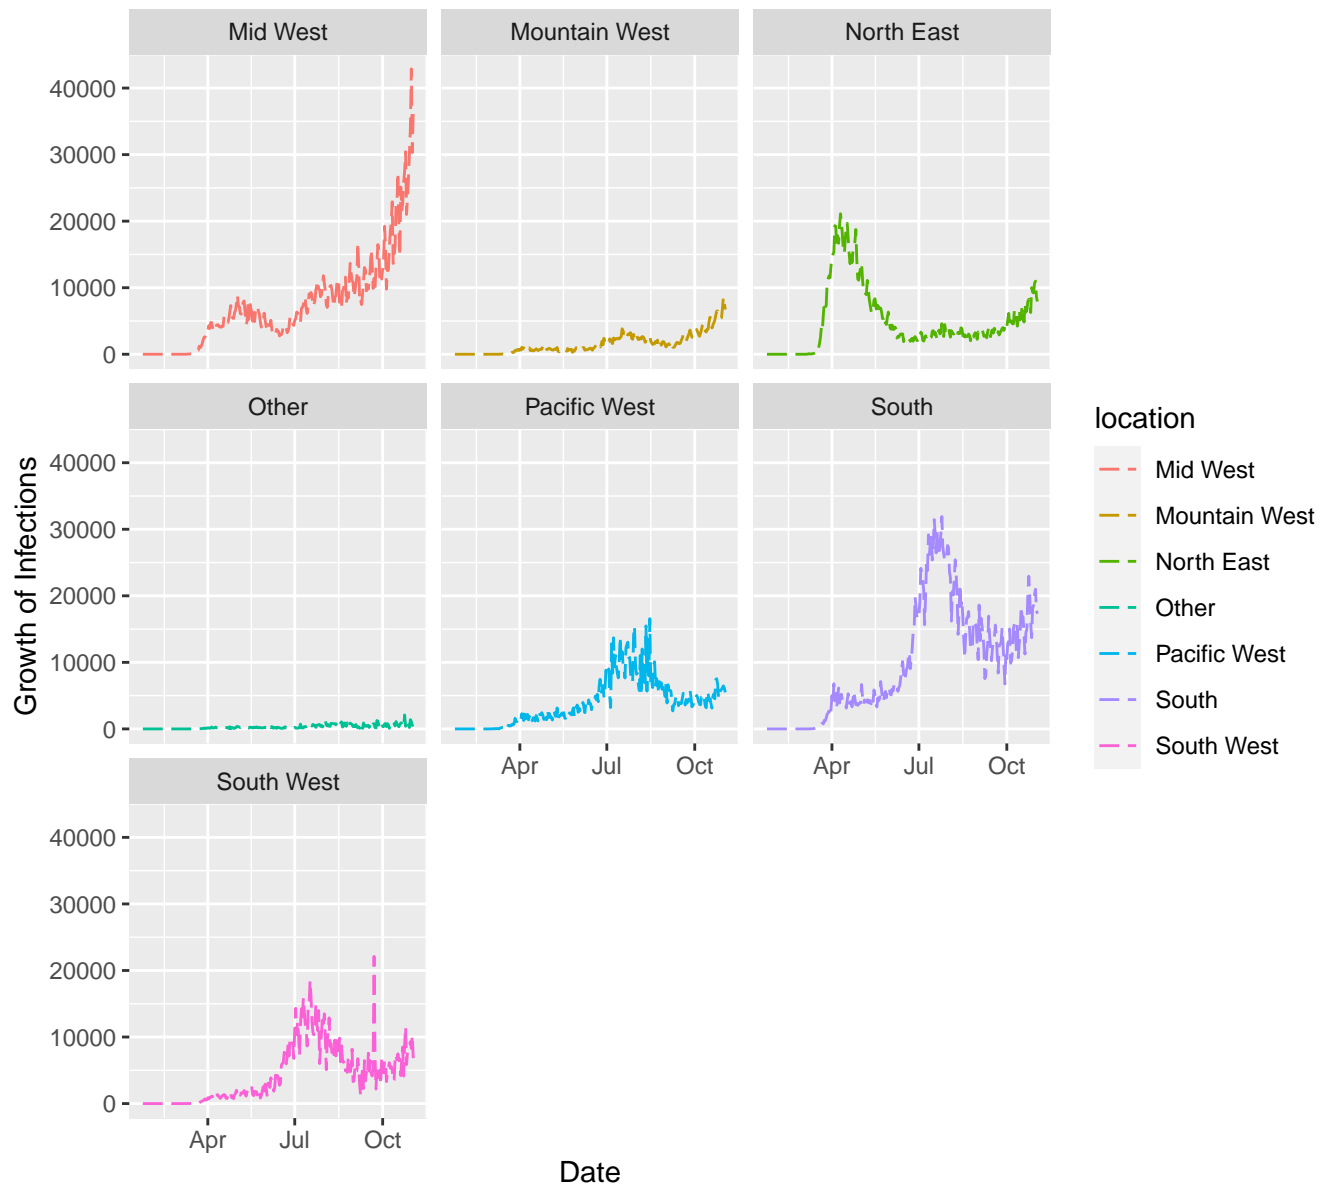 Mid West
Mountain West
North East
40000
30000
20000
10000
0
Other
Pacific West
South
40000
30000
20000
10000
0
Apr
Jul
Oct
Apr
Jul
Oct
South West
40000
30000
20000
10000
0
Apr
Jul
Oct
Date
Growth of Infections
location
Mid West
Mountain West
North East
Other
Pacific West
South
South West